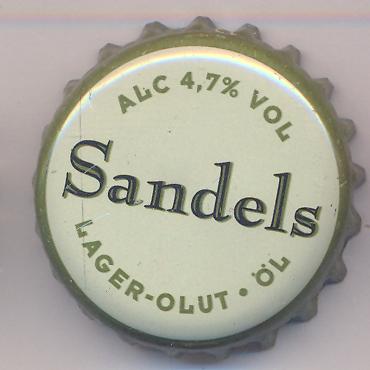 ALC 4,7% VOL
Sandels
LAGER-OLUT • ÖL